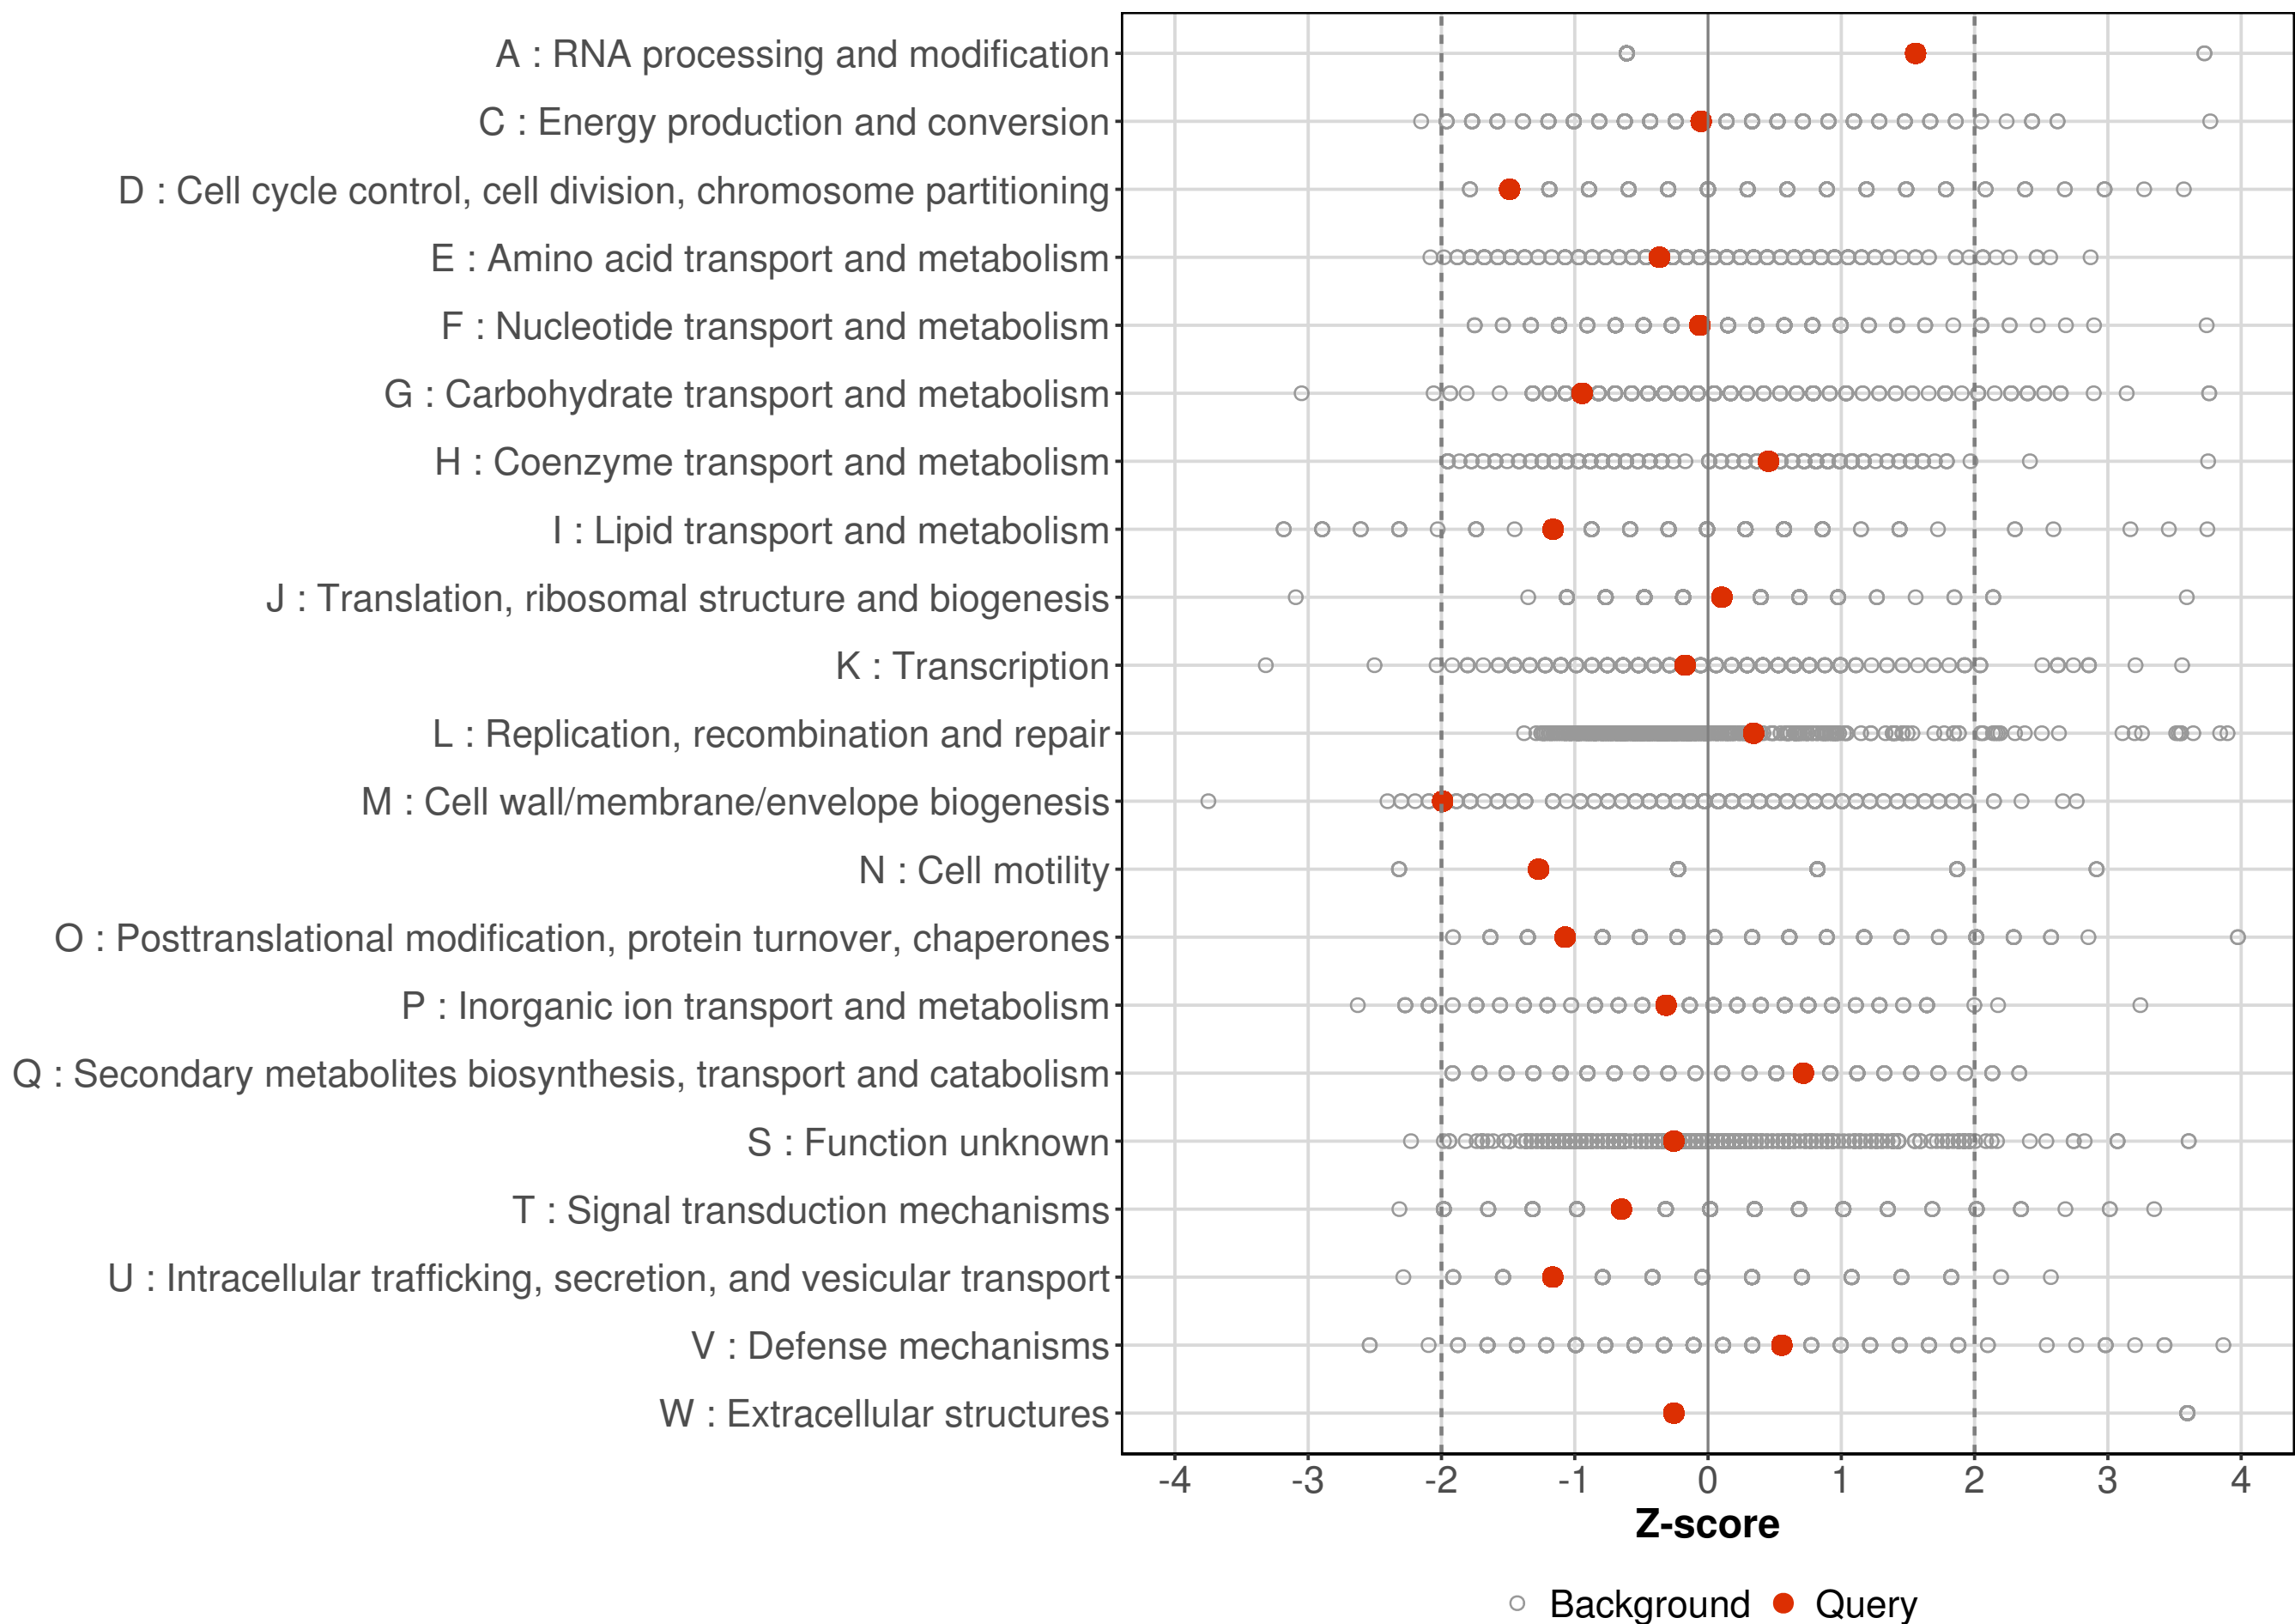 A : RNA processing and modification
C : Energy production and conversion
D : Cell cycle control, cell division, chromosome partitioning
E : Amino acid transport and metabolism
F : Nucleotide transport and metabolism
G : Carbohydrate transport and metabolism
H : Coenzyme transport and metabolism
I : Lipid transport and metabolism
J : Translation, ribosomal structure and biogenesis
K : Transcription
L : Replication, recombination and repair
M : Cell wall/membrane/envelope biogenesis
N : Cell motility
O : Posttranslational modification, protein turnover, chaperones
P : Inorganic ion transport and metabolism
Q : Secondary metabolites biosynthesis, transport and catabolism
S : Function unknown
T : Signal transduction mechanisms
U : Intracellular trafficking, secretion, and vesicular transport
V : Defense mechanisms
W : Extracellular structures
-4 -3 -2 -1 0 1 2 3 4
Z-score
Background Query